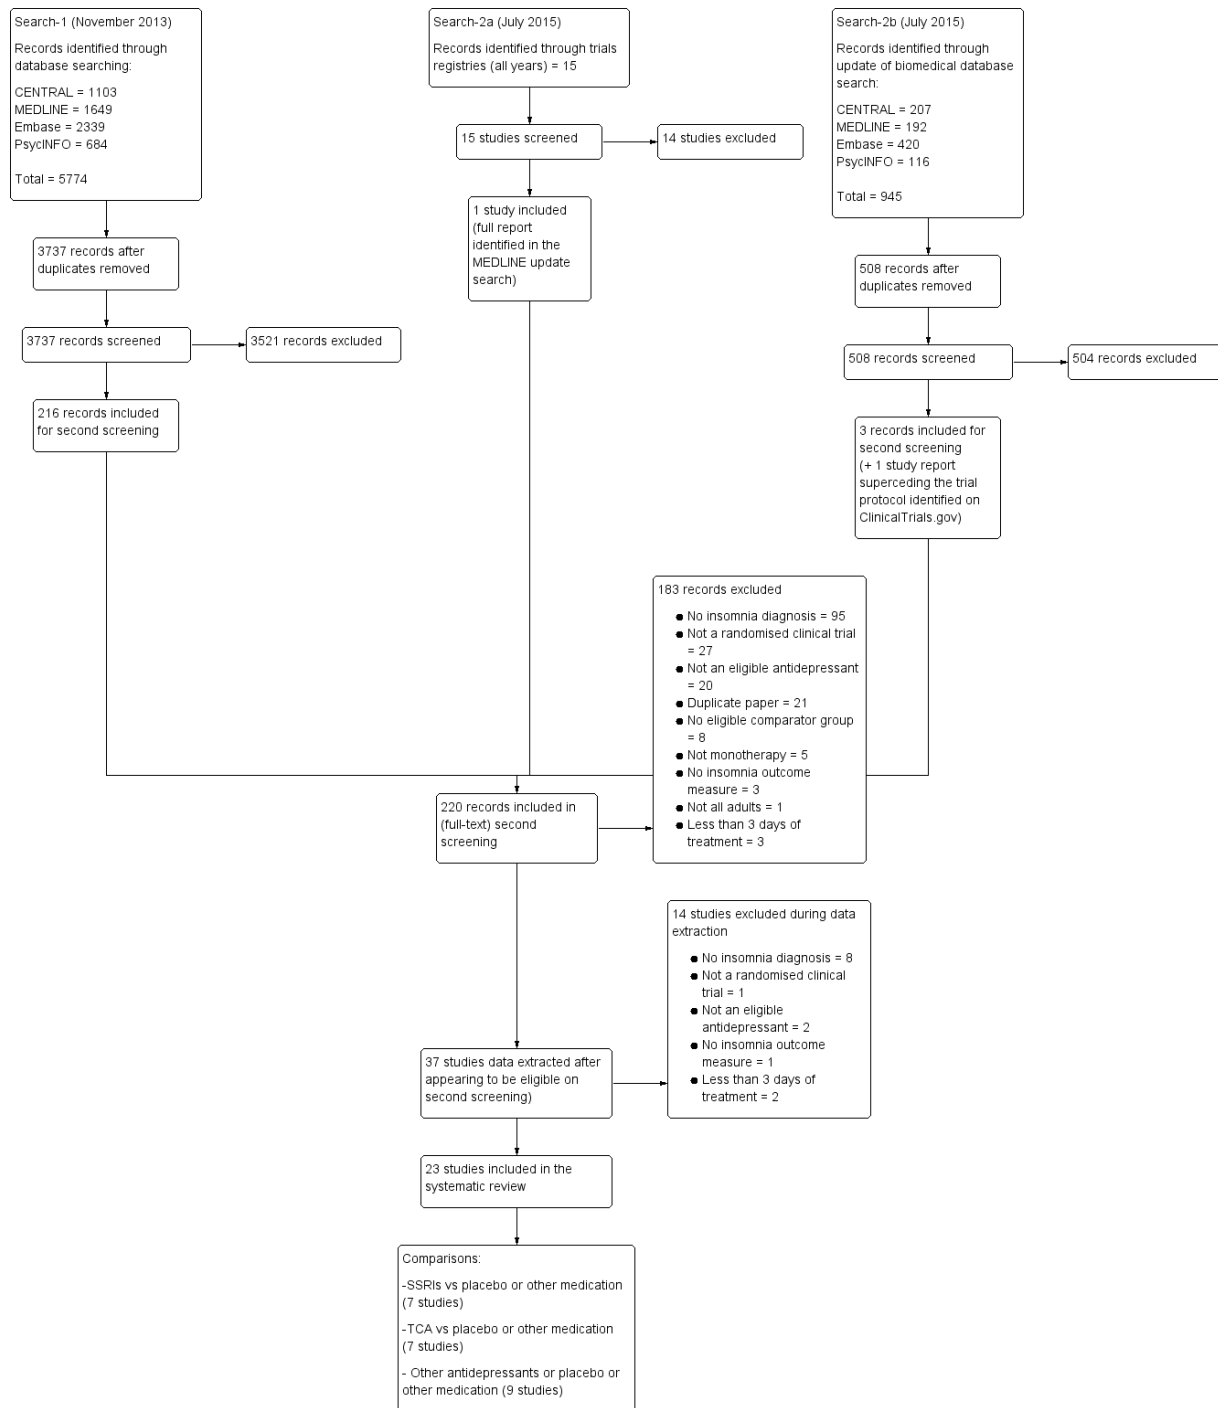 Search-1 (November 2013)
Records identified through
database searching:
CENTRAL = 1103
MEDLINE = 1649
Embase = 2339
PsycINFO = 684
Total = 5774
3737 records after
duplicates removed
3737 records screened
3521 records excluded
216 records included
for second screening
Search-2a (July 2015)
Records identified through trials
registries (all years) = 15
15 studies screened
14 studies excluded
1 study included
(full report
identified in the
MEDLINE update
search)
Search-2b (July 2015)
Records identified through
update of biomedical database
search:
CENTRAL = 207
MEDLINE = 192
Embase = 420
PsycINFO = 116
Total = 945
508 records after
duplicates removed
508 records screened
504 records excluded
3 records included for
second screening
(+ 1 study report
superceding the trial
protocol identified on
ClinicalTrials.gov)
220 records included in
(full-text) second
screening
183 records excluded
● No insomnia diagnosis = 95
● Not a randomised clinical trial
= 27
● Not an eligible antidepressant
= 20
● Duplicate paper = 21
● No eligible comparator group
= 8
● Not monotherapy = 5
● No insomnia outcome
measure = 3
● Not all adults = 1
● Less than 3 days of
treatment = 3
37 studies data extracted after
appearing to be eligible on
second screening)
14 studies excluded during data
extraction
● No insomnia diagnosis = 8
● Not a randomised clinical
trial = 1
● Not an eligible
antidepressant = 2
● No insomnia outcome
measure = 1
● Less than 3 days of
treatment = 2
23 studies included in the
systematic review
Comparisons:
-SSRIs vs placebo or other medication
(7 studies)
-TCA vs placebo or other medication
(7 studies)
- Other antidepressants or placebo or
other medication (9 studies)